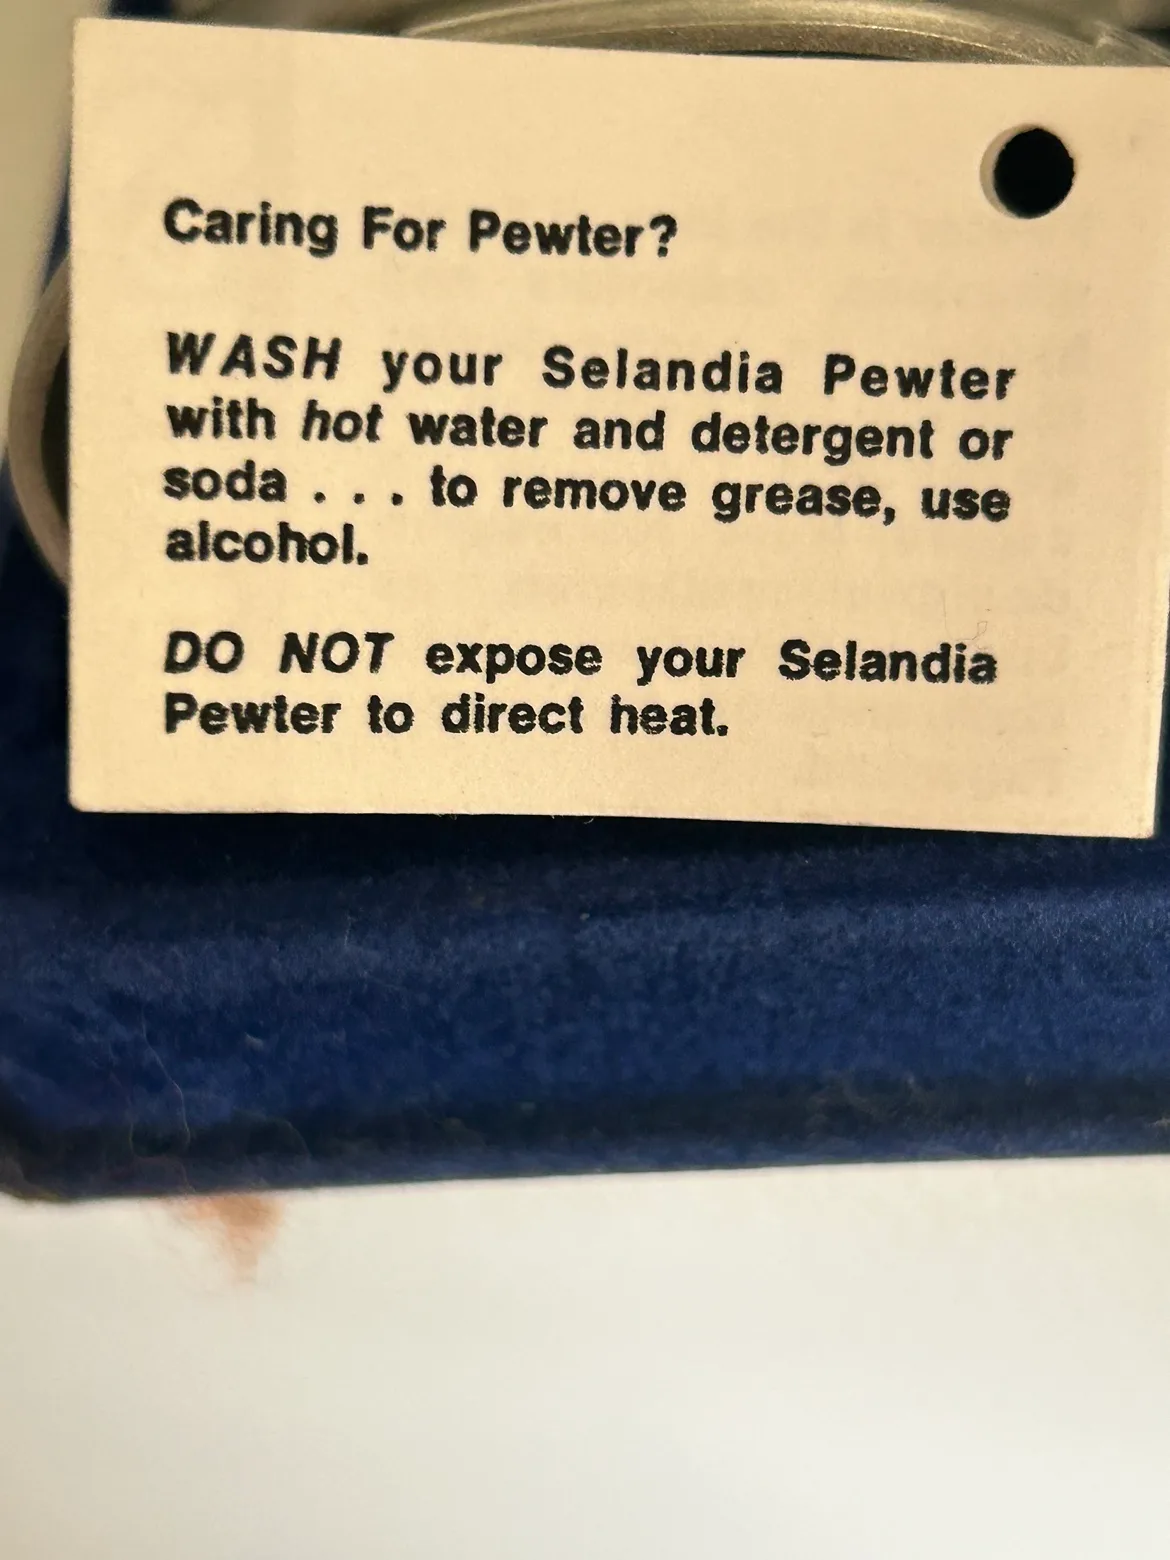 Caring For Pewter?
WASH your Selandia Pewter
with hot water and detergent or
soda . . . to remove grease, use
alcohol.
DO NOT expose your Selandia
Pewter to direct heat.